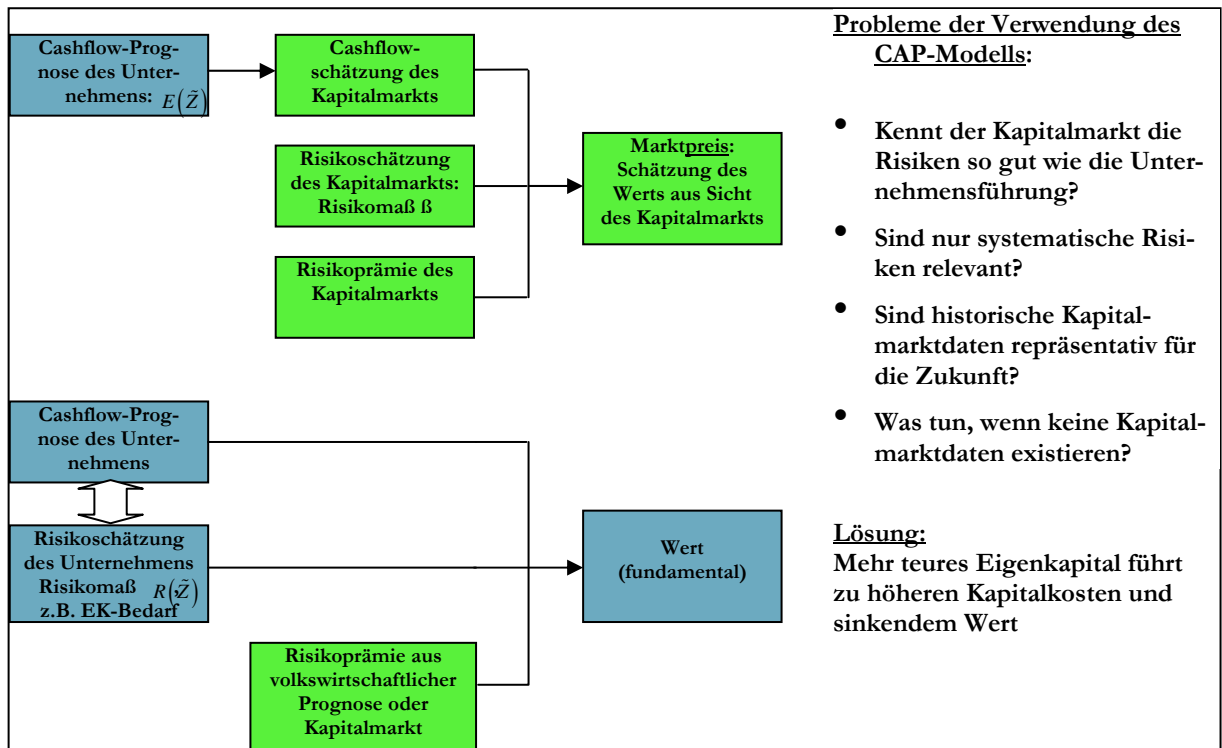 Cashflow-Prog-
nose des Unter-
nehmens: E(Z̃)
Cashflow-
schätzung des
Kapitalmarkts
Risikoschätzung
des Kapitalmarkts:
Risikomaß ß
Risikoprämie des
Kapitalmarkts
Marktpreis:
Schätzung des
Werts aus Sicht
des Kapitalmarkts
Cashflow-Prog-
nose des Unter-
nehmens
Risikoschätzung
des Unternehmens
Risikomaß R(Z̃)
z.B. EK-Bedarf
Wert
(fundamental)
Risikoprämie aus
volkswirtschaftlicher
Prognose oder
Kapitalmarkt
Probleme der Verwendung des
CAP-Modells:
• Kennt der Kapitalmarkt die
Risiken so gut wie die Unter-
nehmensführung?
• Sind nur systematische Risi-
ken relevant?
• Sind historische Kapital-
marktdaten repräsentativ für
die Zukunft?
• Was tun, wenn keine Kapital-
marktdaten existieren?
Lösung:
Mehr teures Eigenkapital führt
zu höheren Kapitalkosten und
sinkendem Wert